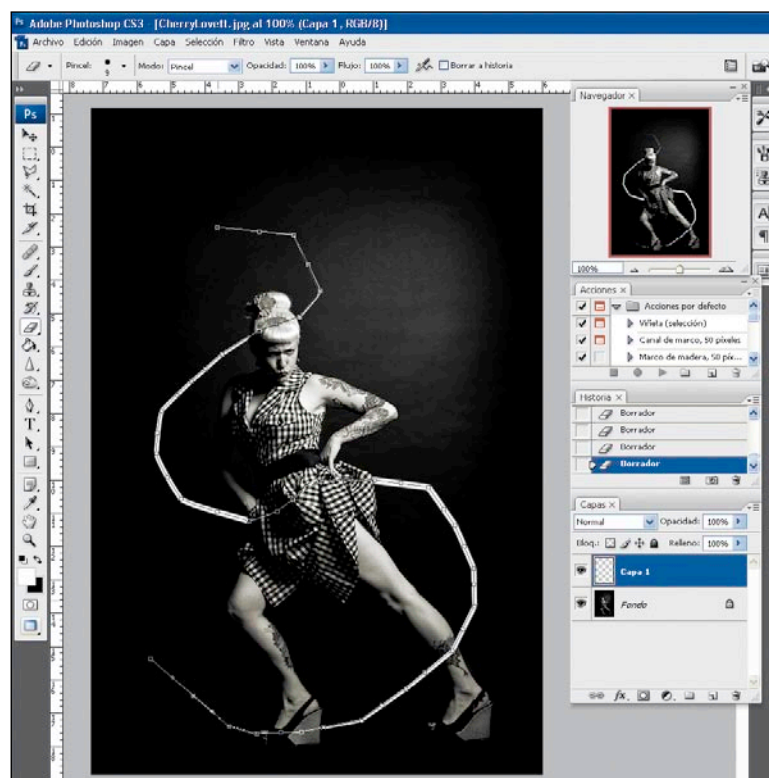 Adobe Photoshop CS3 - [CherryLovett.jpg al 100% (Capa 1, RGB/8)]
Archivo Edición Imagen Capa Selección Filtro Vista Ventana Ayuda
Pincel: 9 Modo: Pincel Opacidad: 100% Flujo: 100% Borrar a historia
Ps
Navegador
100%
Acciones
Acciones por defecto
Viñeta (selección)
Canal de marco, 50 píxeles
Marco de madera, 50 píx...
Historia
Borrador
Borrador
Borrador
Borrador
Capas
Normal Opacidad: 100%
Bloq.: Relleno: 100%
Capa 1
Fondo